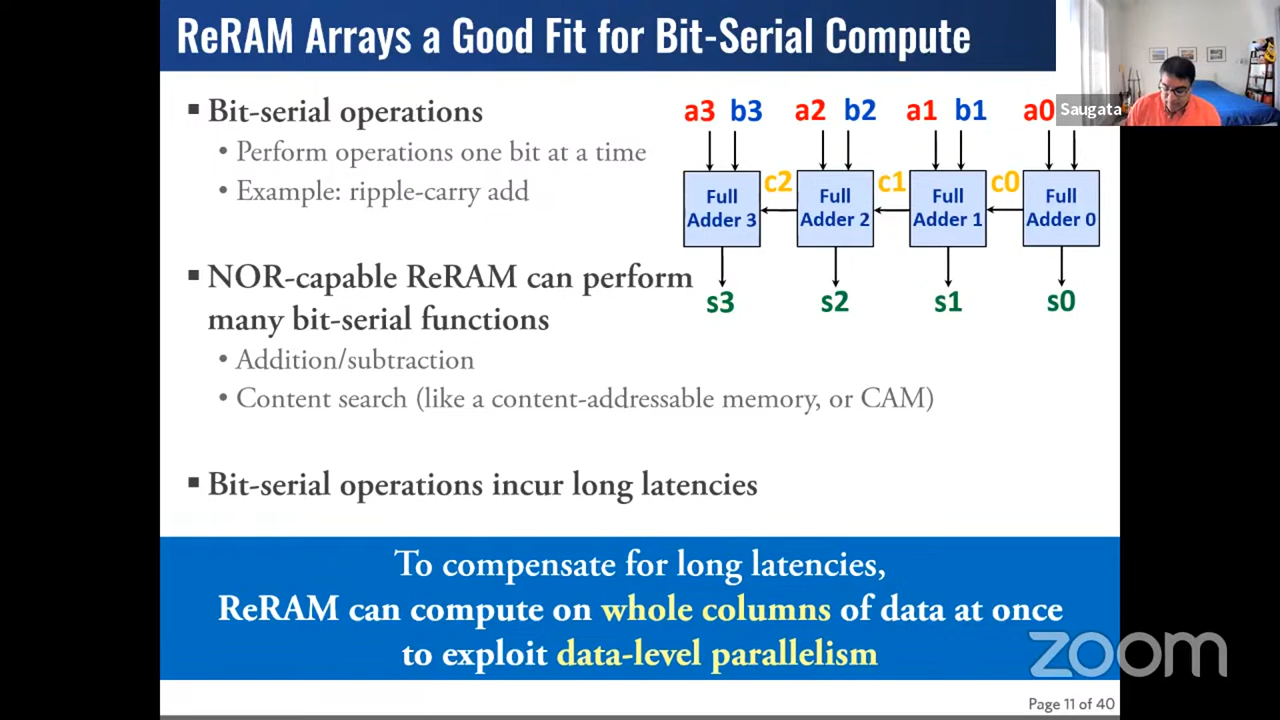 ReRAM Arrays a Good Fit for Bit-Serial Compute
▪ Bit-serial operations
• Perform operations one bit at a time
• Example: ripple-carry add
a3 b3 a2 b2 a1 b1 a0
Saugata
c2 c1 c0
Full Adder 3
Full Adder 2
Full Adder 1
Full Adder 0
s3 s2 s1 s0
▪ NOR-capable ReRAM can perform
many bit-serial functions
• Addition/subtraction
• Content search (like a content-addressable memory, or CAM)
▪ Bit-serial operations incur long latencies
To compensate for long latencies,
ReRAM can compute on whole columns of data at once
to exploit data-level parallelism
zoom
Page 11 of 40